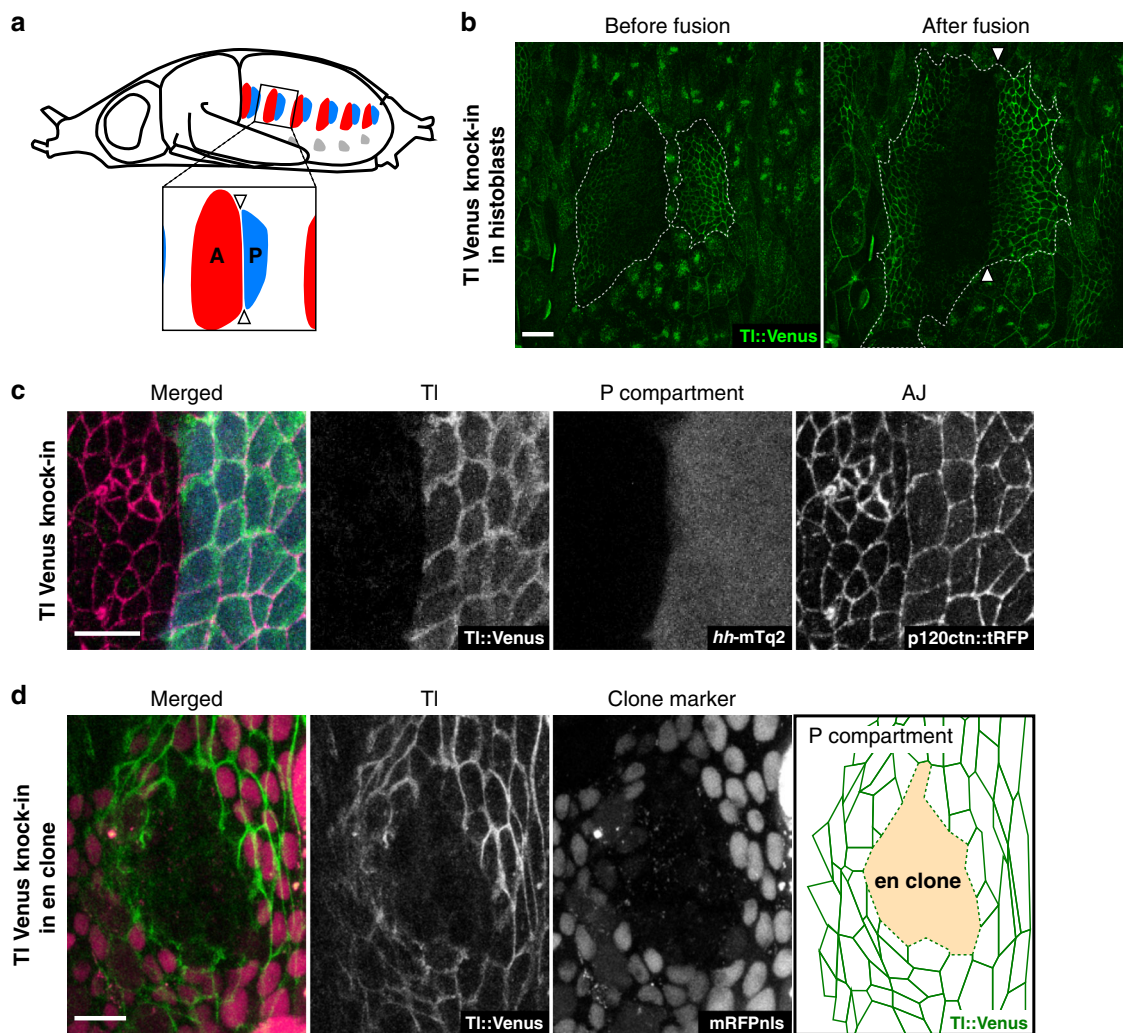 a
A
P
b
Before fusion
After fusion
Tl Venus knock-in
in histoblasts
Tl::Venus
c
Merged
Tl
P compartment
AJ
Tl Venus knock-in
Tl::Venus
hh-mTq2
p120ctn::tRFP
d
Merged
Tl
Clone marker
Tl Venus knock-in
in en clone
Tl::Venus
mRFPnls
P compartment
en clone
Tl::Venus